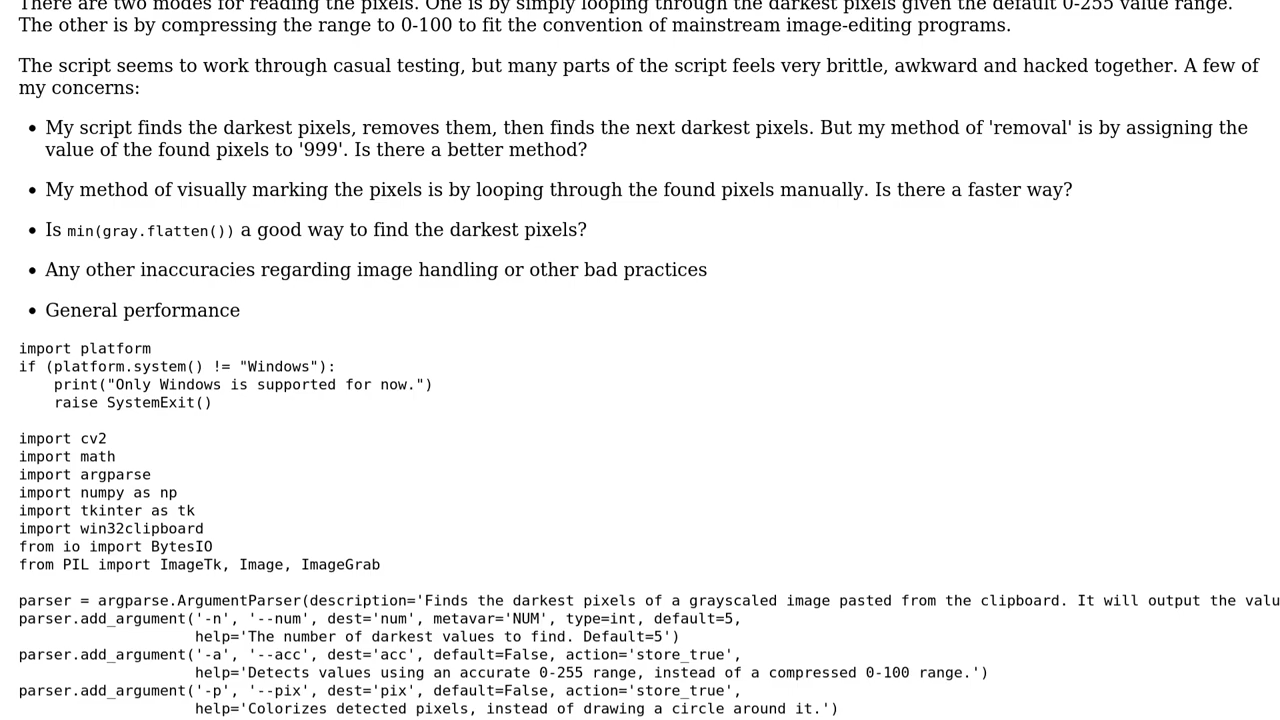 There are two modes for reading the pixels. One is by simply looping through the darkest pixels given the default 0-255 value range.
The other is by compressing the range to 0-100 to fit the convention of mainstream image-editing programs.
The script seems to work through casual testing, but many parts of the script feels very brittle, awkward and hacked together. A few of
my concerns:
• My script finds the darkest pixels, removes them, then finds the next darkest pixels. But my method of 'removal' is by assigning the
value of the found pixels to '999'. Is there a better method?
• My method of visually marking the pixels is by looping through the found pixels manually. Is there a faster way?
• Is min(gray.flatten()) a good way to find the darkest pixels?
• Any other inaccuracies regarding image handling or other bad practices
• General performance
import platform
if (platform.system() != "Windows"):
    print("Only Windows is supported for now.")
    raise SystemExit()
import cv2
import math
import argparse
import numpy as np
import tkinter as tk
import win32clipboard
from io import BytesIO
from PIL import ImageTk, Image, ImageGrab
parser = argparse.ArgumentParser(description='Finds the darkest pixels of a grayscaled image pasted from the clipboard. It will output the valu
parser.add_argument('-n', '--num', dest='num', metavar='NUM', type=int, default=5,
                    help='The number of darkest values to find. Default=5')
parser.add_argument('-a', '--acc', dest='acc', default=False, action='store_true',
                    help='Detects values using an accurate 0-255 range, instead of a compressed 0-100 range.')
parser.add_argument('-p', '--pix', dest='pix', default=False, action='store_true',
                    help='Colorizes detected pixels, instead of drawing a circle around it.')